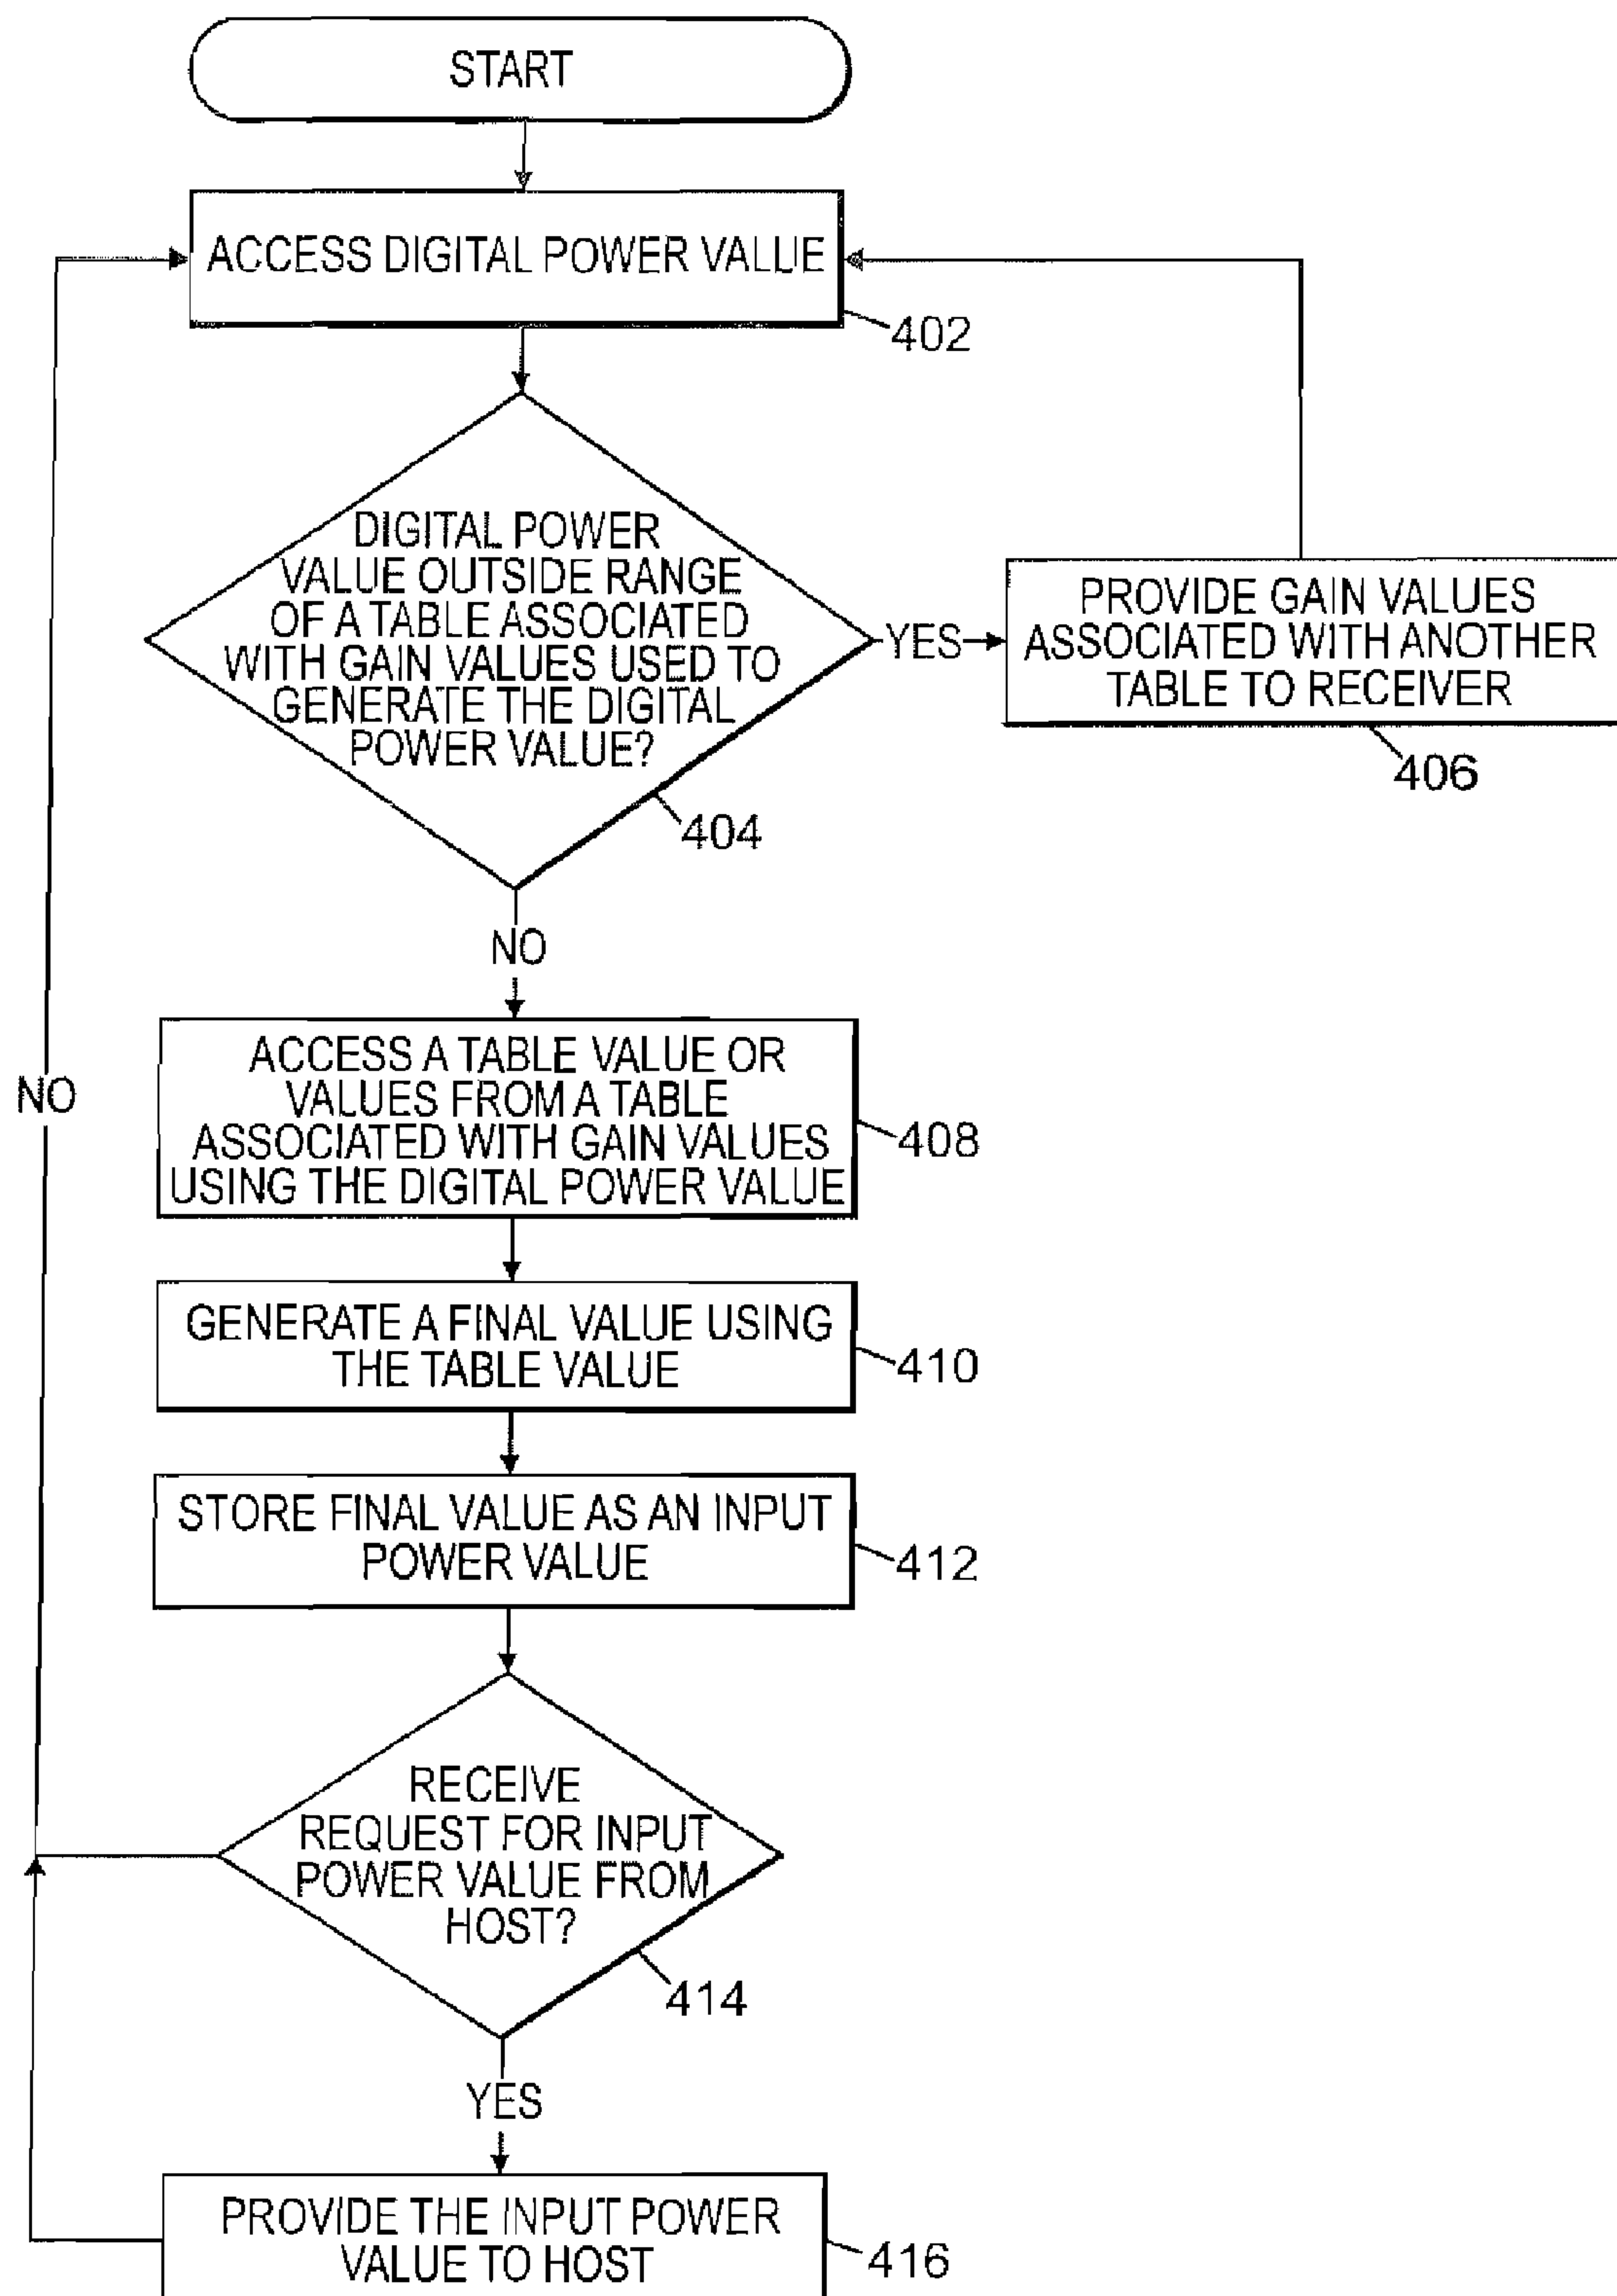 START
ACCESS DIGITAL POWER VALUE
402
DIGITAL POWER
VALUE OUTSIDE RANGE
OF A TABLE ASSOCIATED
WITH GAIN VALUES USED TO
GENERATE THE DIGITAL
POWER VALUE?
404
YES
PROVIDE GAIN VALUES
ASSOCIATED WITH ANOTHER
TABLE TO RECEIVER
406
NO
ACCESS A TABLE VALUE OR
VALUES FROM A TABLE
ASSOCIATED WITH GAIN VALUES
USING THE DIGITAL POWER VALUE
408
NO
GENERATE A FINAL VALUE USING
THE TABLE VALUE
410
STORE FINAL VALUE AS AN INPUT
POWER VALUE
412
RECEIVE
REQUEST FOR INPUT
POWER VALUE FROM
HOST?
414
YES
PROVIDE THE INPUT POWER
VALUE TO HOST
416